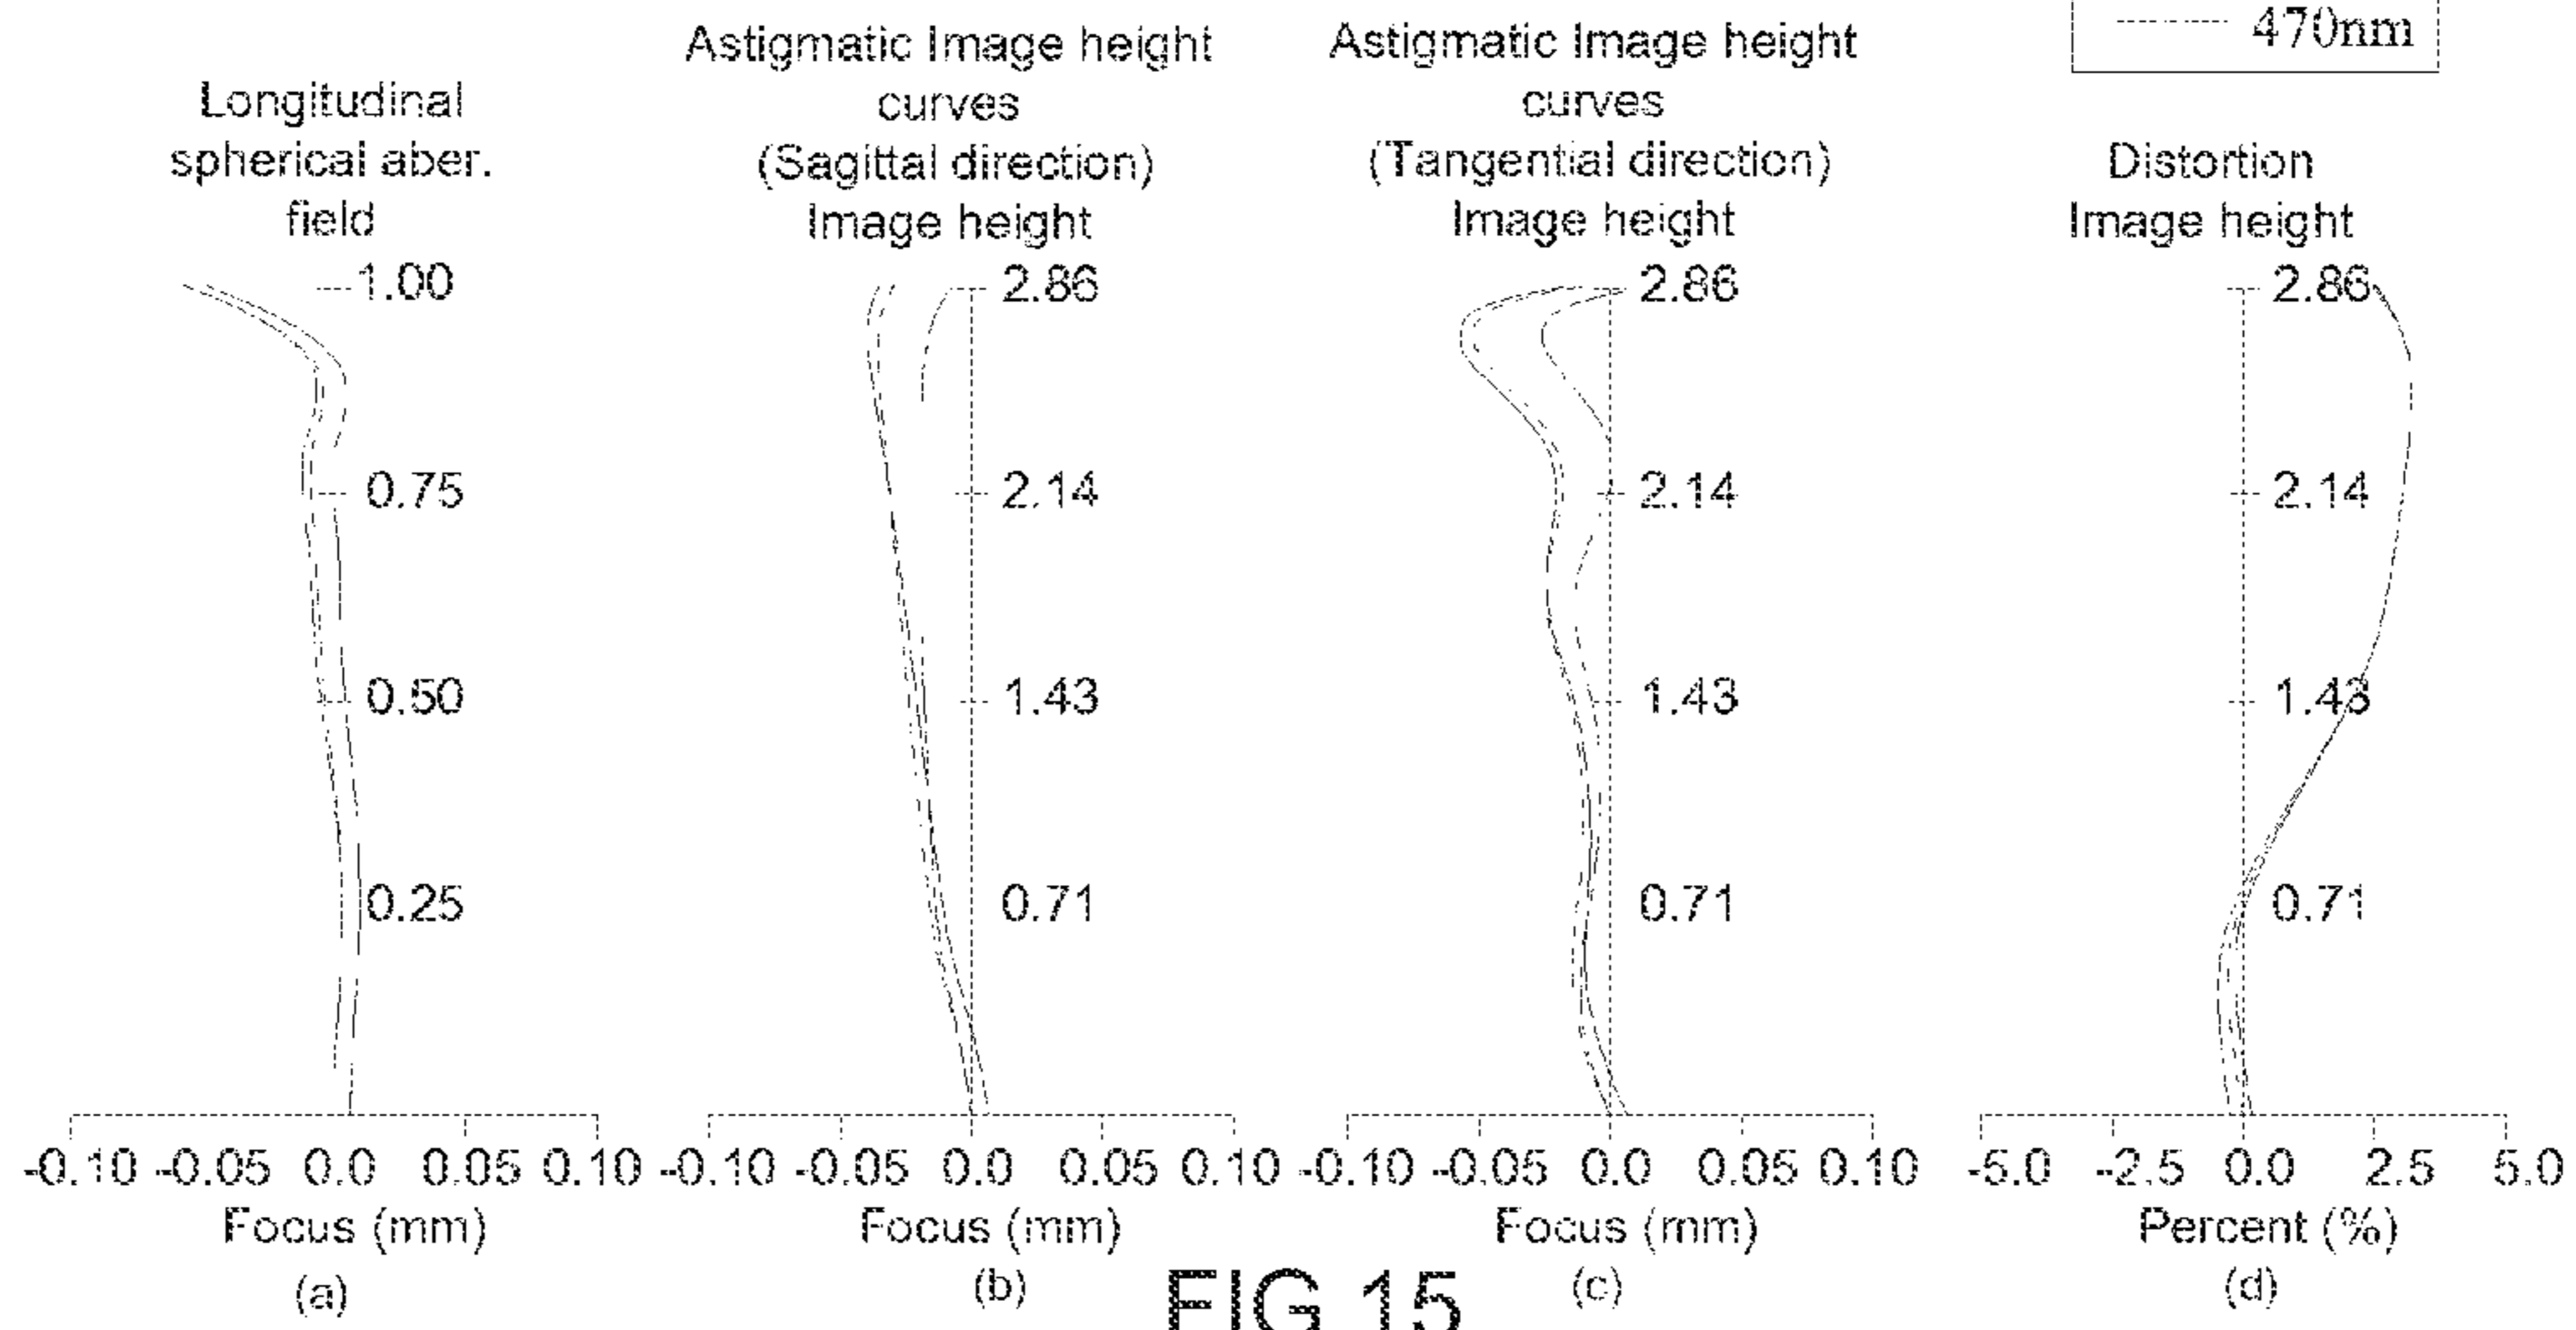 470nm
Longitudinal
spherical aber.
field
1.00
0.75
0.50
0.25
-0.10 -0.05 0.0 0.05 0.10
Focus (mm)
(a)
Astigmatic Image height
curves
(Sagittal direction)
Image height
2.86
2.14
1.43
0.71
-0.10 -0.05 0.0 0.05 0.10
Focus (mm)
(b)
Astigmatic Image height
curves
(Tangential direction)
Image height
2.86
2.14
1.43
0.71
-0.10 -0.05 0.0 0.05 0.10
Focus (mm)
(c)
Distortion
Image height
2.86
2.14
1.43
0.71
-5.0 -2.5 0.0 2.5 5.0
Percent (%)
(d)
FIG 15